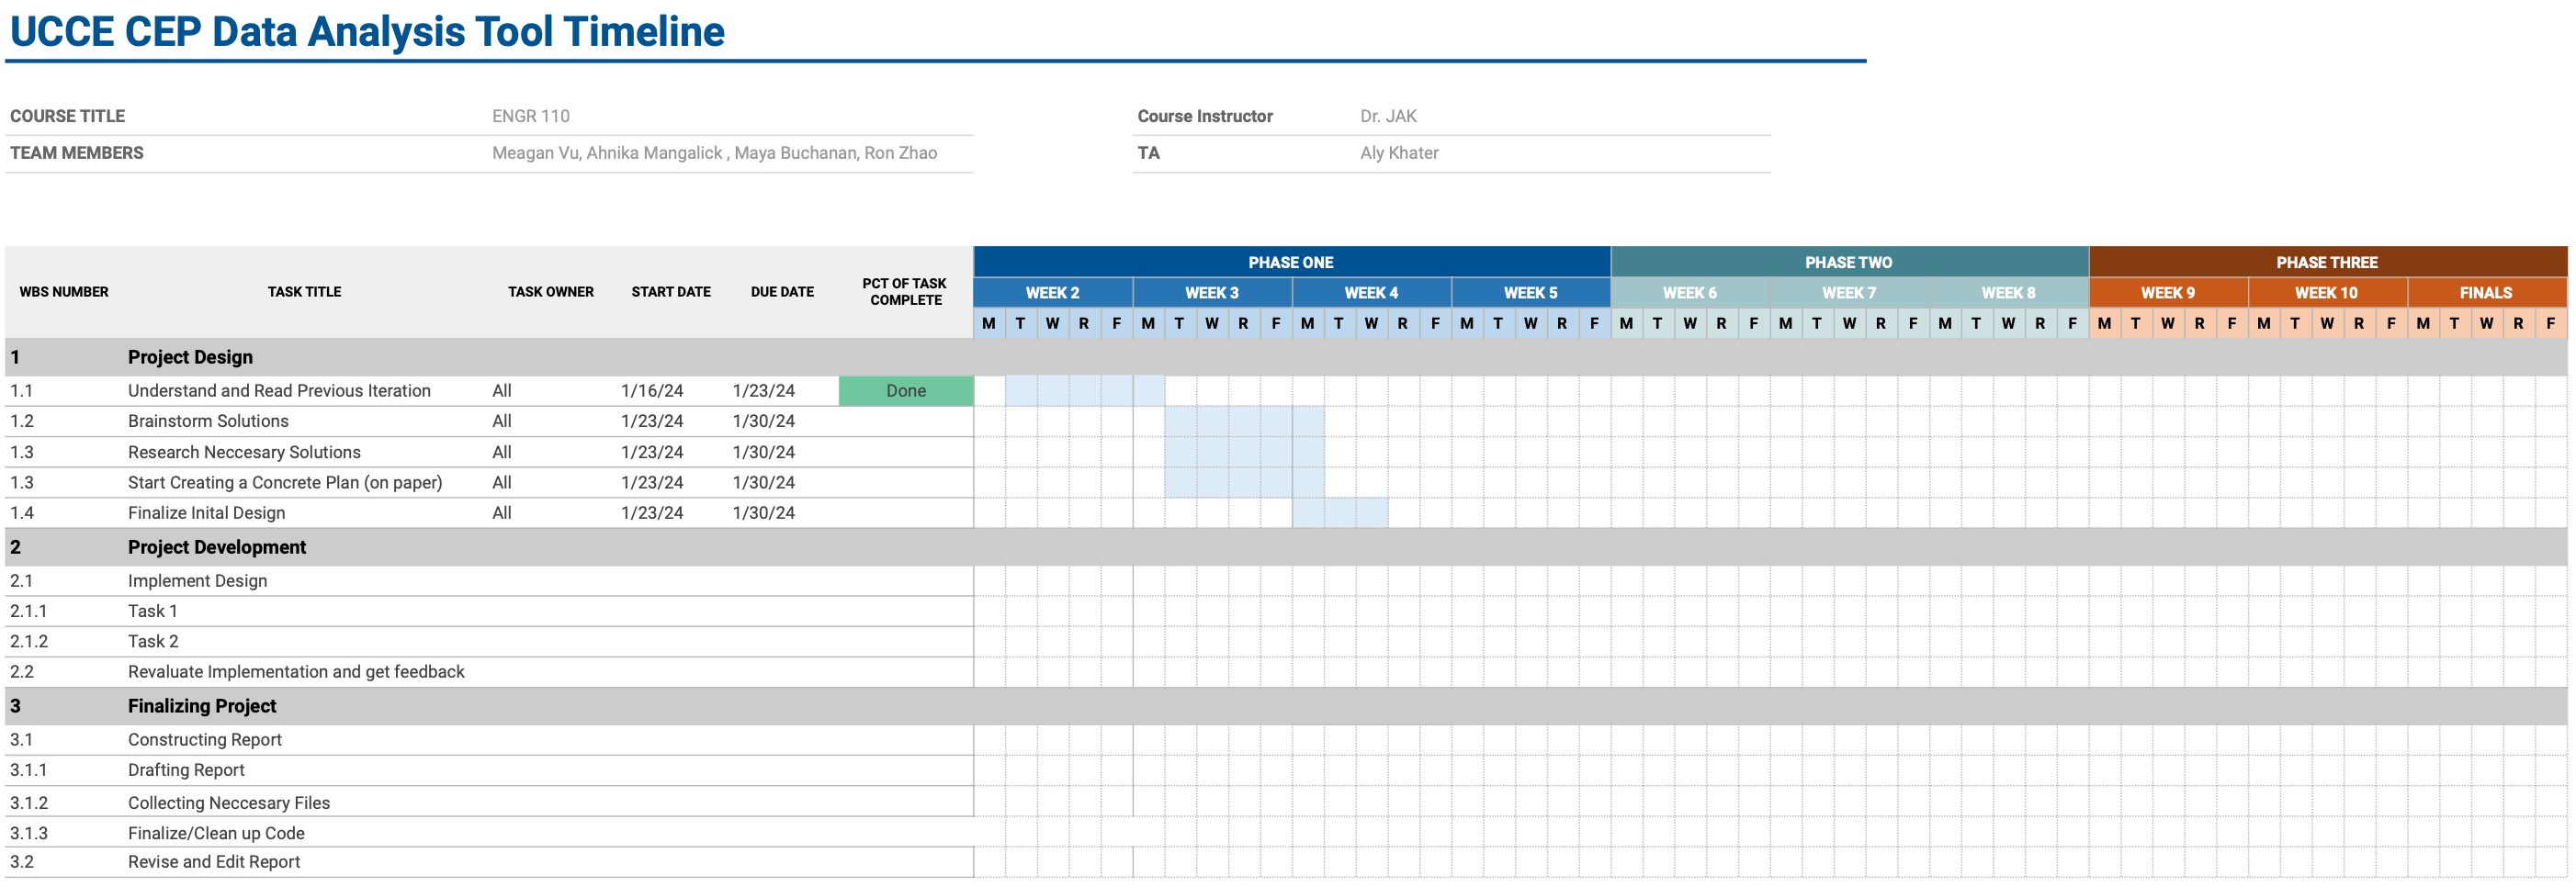 UCCE CEP Data Analysis Tool Timeline
COURSE TITLE ENGR 110 Course Instructor Dr. JAK
TEAM MEMBERS Meagan Vu, Ahnika Mangalick , Maya Buchanan, Ron Zhao TA Aly Khater
WBS NUMBER TASK TITLE TASK OWNER START DATE DUE DATE PCT OF TASK COMPLETE
PHASE ONE PHASE TWO PHASE THREE
WEEK 2 WEEK 3 WEEK 4 WEEK 5 WEEK 6 WEEK 7 WEEK 8 WEEK 9 WEEK 10 FINALS
M T W R F M T W R F M T W R F M T W R F M T W R F M T W R F M T W R F M T W R F M T W R F M T W R F
1 Project Design
1.1 Understand and Read Previous Iteration All 1/16/24 1/23/24 Done
1.2 Brainstorm Solutions All 1/23/24 1/30/24
1.3 Research Neccesary Solutions All 1/23/24 1/30/24
1.3 Start Creating a Concrete Plan (on paper) All 1/23/24 1/30/24
1.4 Finalize Inital Design All 1/23/24 1/30/24
2 Project Development
2.1 Implement Design
2.1.1 Task 1
2.1.2 Task 2
2.2 Revaluate Implementation and get feedback
3 Finalizing Project
3.1 Constructing Report
3.1.1 Drafting Report
3.1.2 Collecting Neccesary Files
3.1.3 Finalize/Clean up Code
3.2 Revise and Edit Report